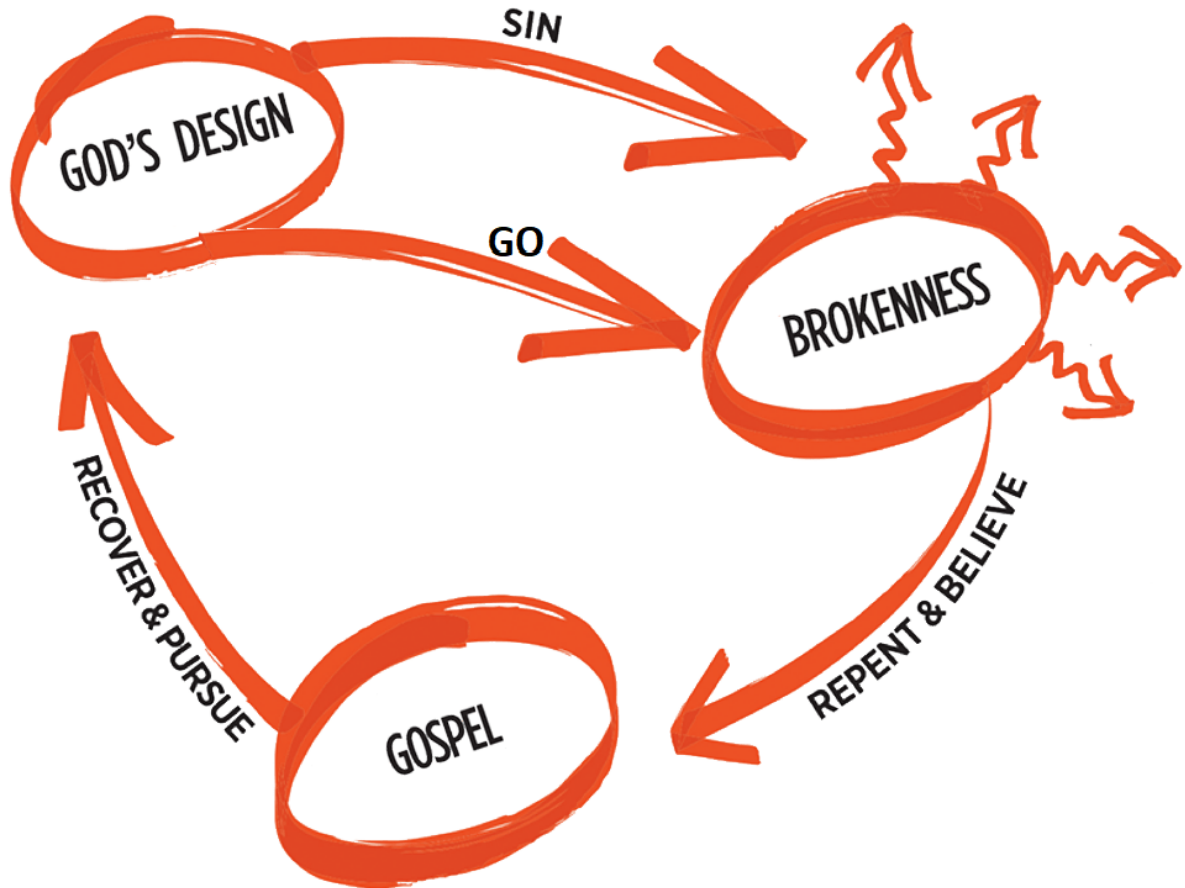 SIN
GOD'S DESIGN
GO
BROKENNESS
RECOVER & PURSUE
REPENT & BELIEVE
GOSPEL